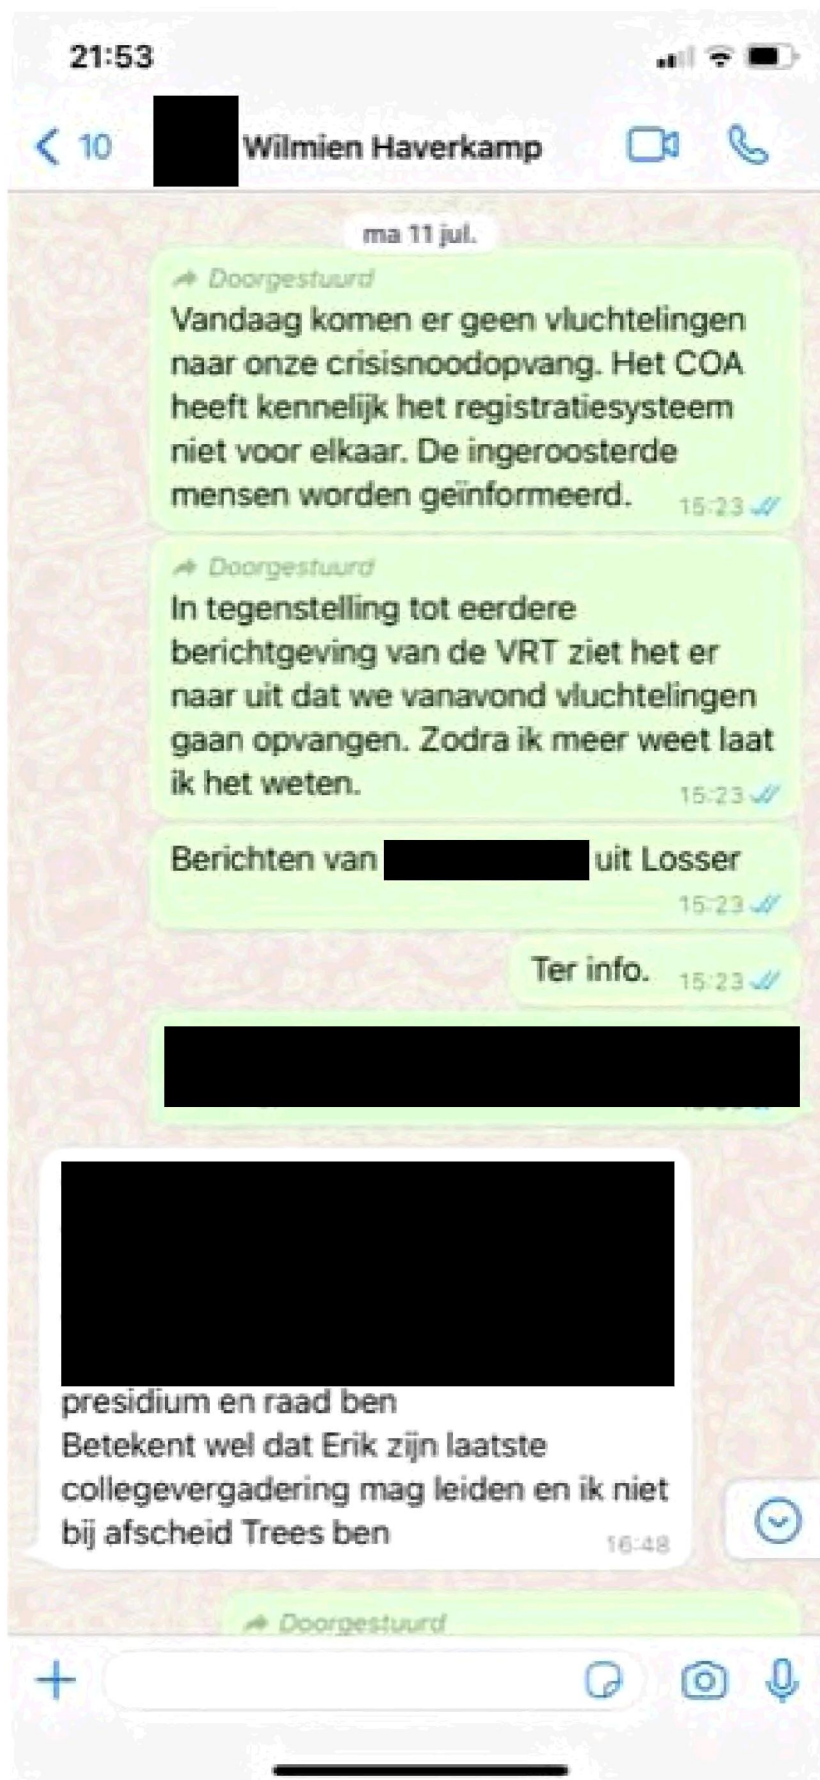 21:53
10
Wilmien Haverkamp
ma 11 jul.
Doorgestuurd
Vandaag komen er geen vluchtelingen
naar onze crisisnoodopvang. Het COA
heeft kennelijk het registratiesysteem
niet voor elkaar. De ingeroosterde
mensen worden geïnformeerd. 15:23
Doorgestuurd
In tegenstelling tot eerdere
berichtgeving van de VRT ziet het er
naar uit dat we vanavond vluchtelingen
gaan opvangen. Zodra ik meer weet laat
ik het weten. 15:23
Berichten van uit Losser
15:23
Ter info. 15:23
presidium en raad ben
Betekent wel dat Erik zijn laatste
collegevergadering mag leiden en ik niet
bij afscheid Trees ben 16:48
Doorgestuurd